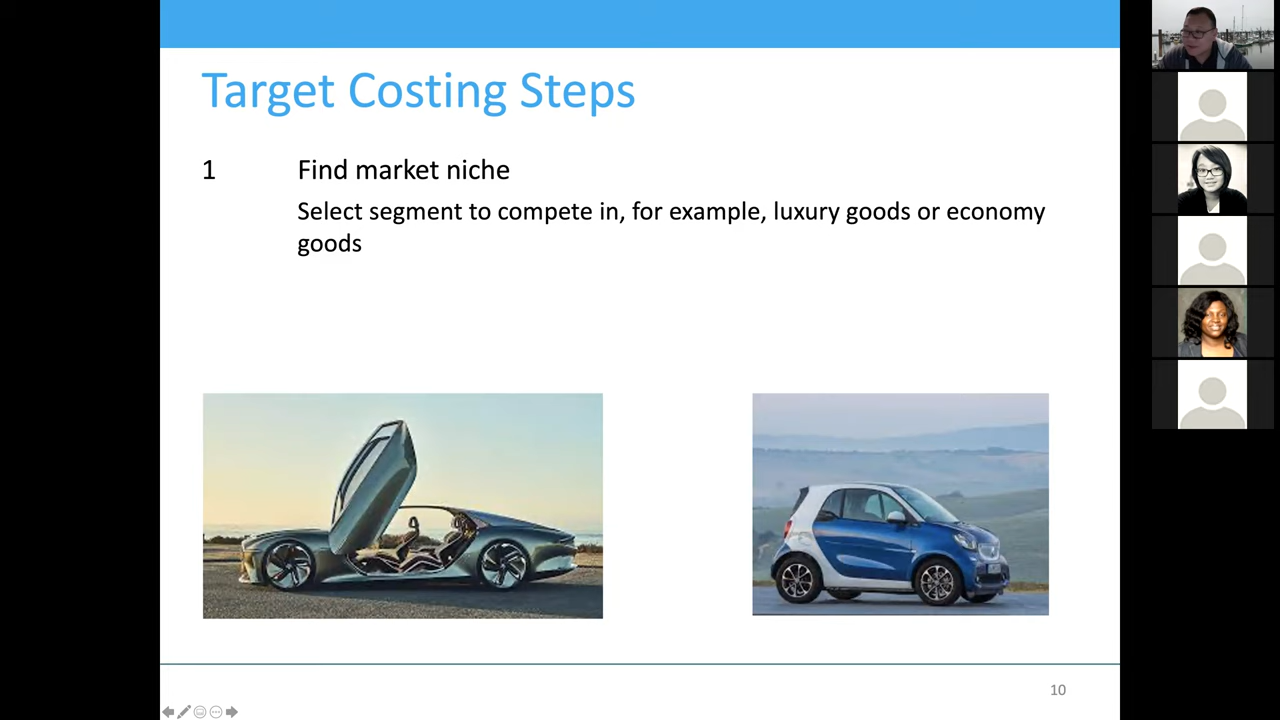 Target Costing Steps
1 Find market niche
Select segment to compete in, for example, luxury goods or economy
goods
10